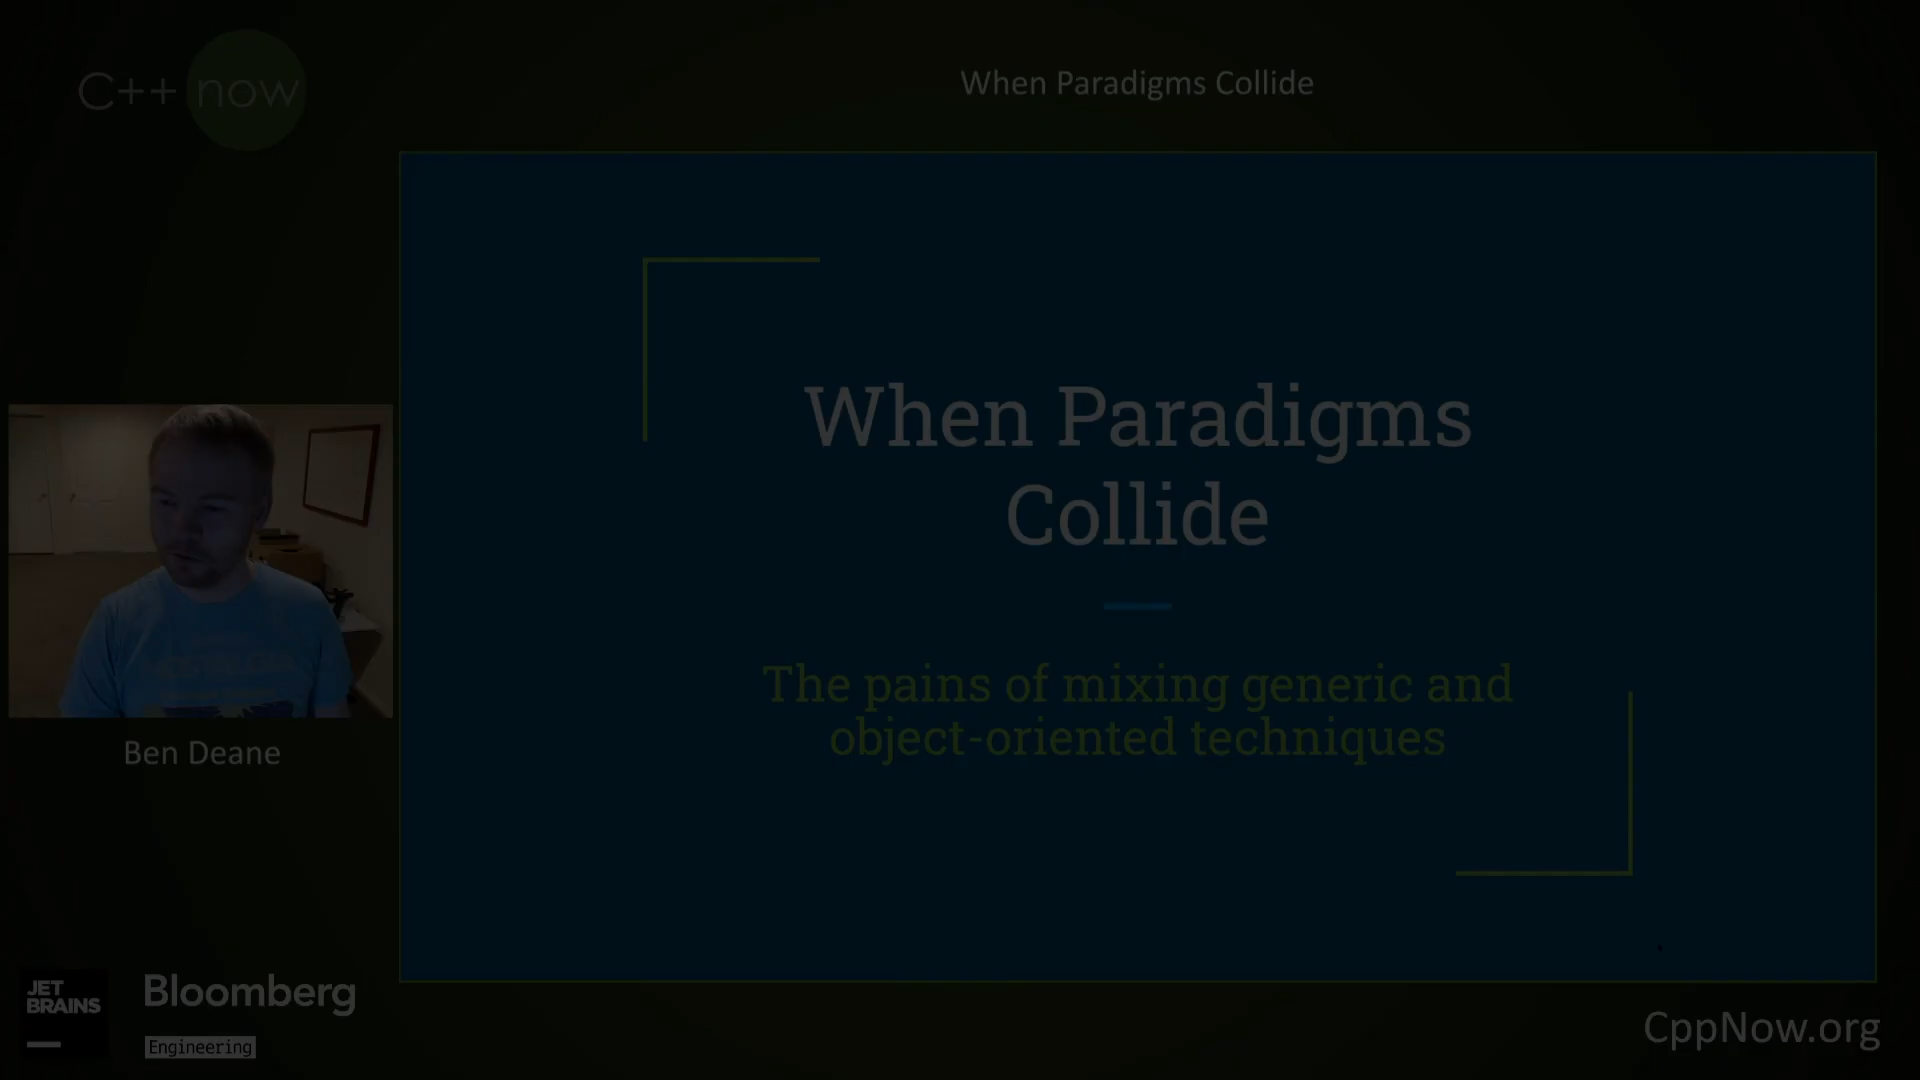 C++ now
When Paradigms Collide
When Paradigms
Collide
The pains of mixing generic and
object-oriented techniques
Ben Deane
JET
BRAINS
Bloomberg
Engineering
CppNow.org